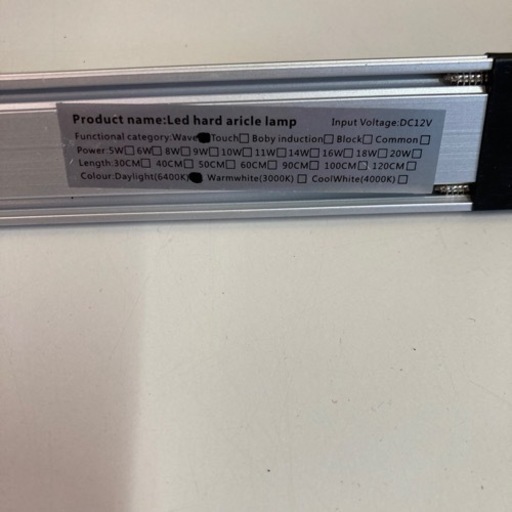 Product name:Led hard aricle lamp Input Voltage:DC12V
Functional category:Wave Touch□ Boby induction□ Block□ Common□
Power:5W□ 6W□ 8W□ 9W□ 10W□ 11W□ 14W□ 16W□ 18W□ 20W□
Length:30CM□ 40CM□ 50CM□ 60CM□ 90CM□ 100CM□ 120CM□
Colour:Daylight(6400K) Warmwhite(3000K)□ CoolWhite(4000K)□